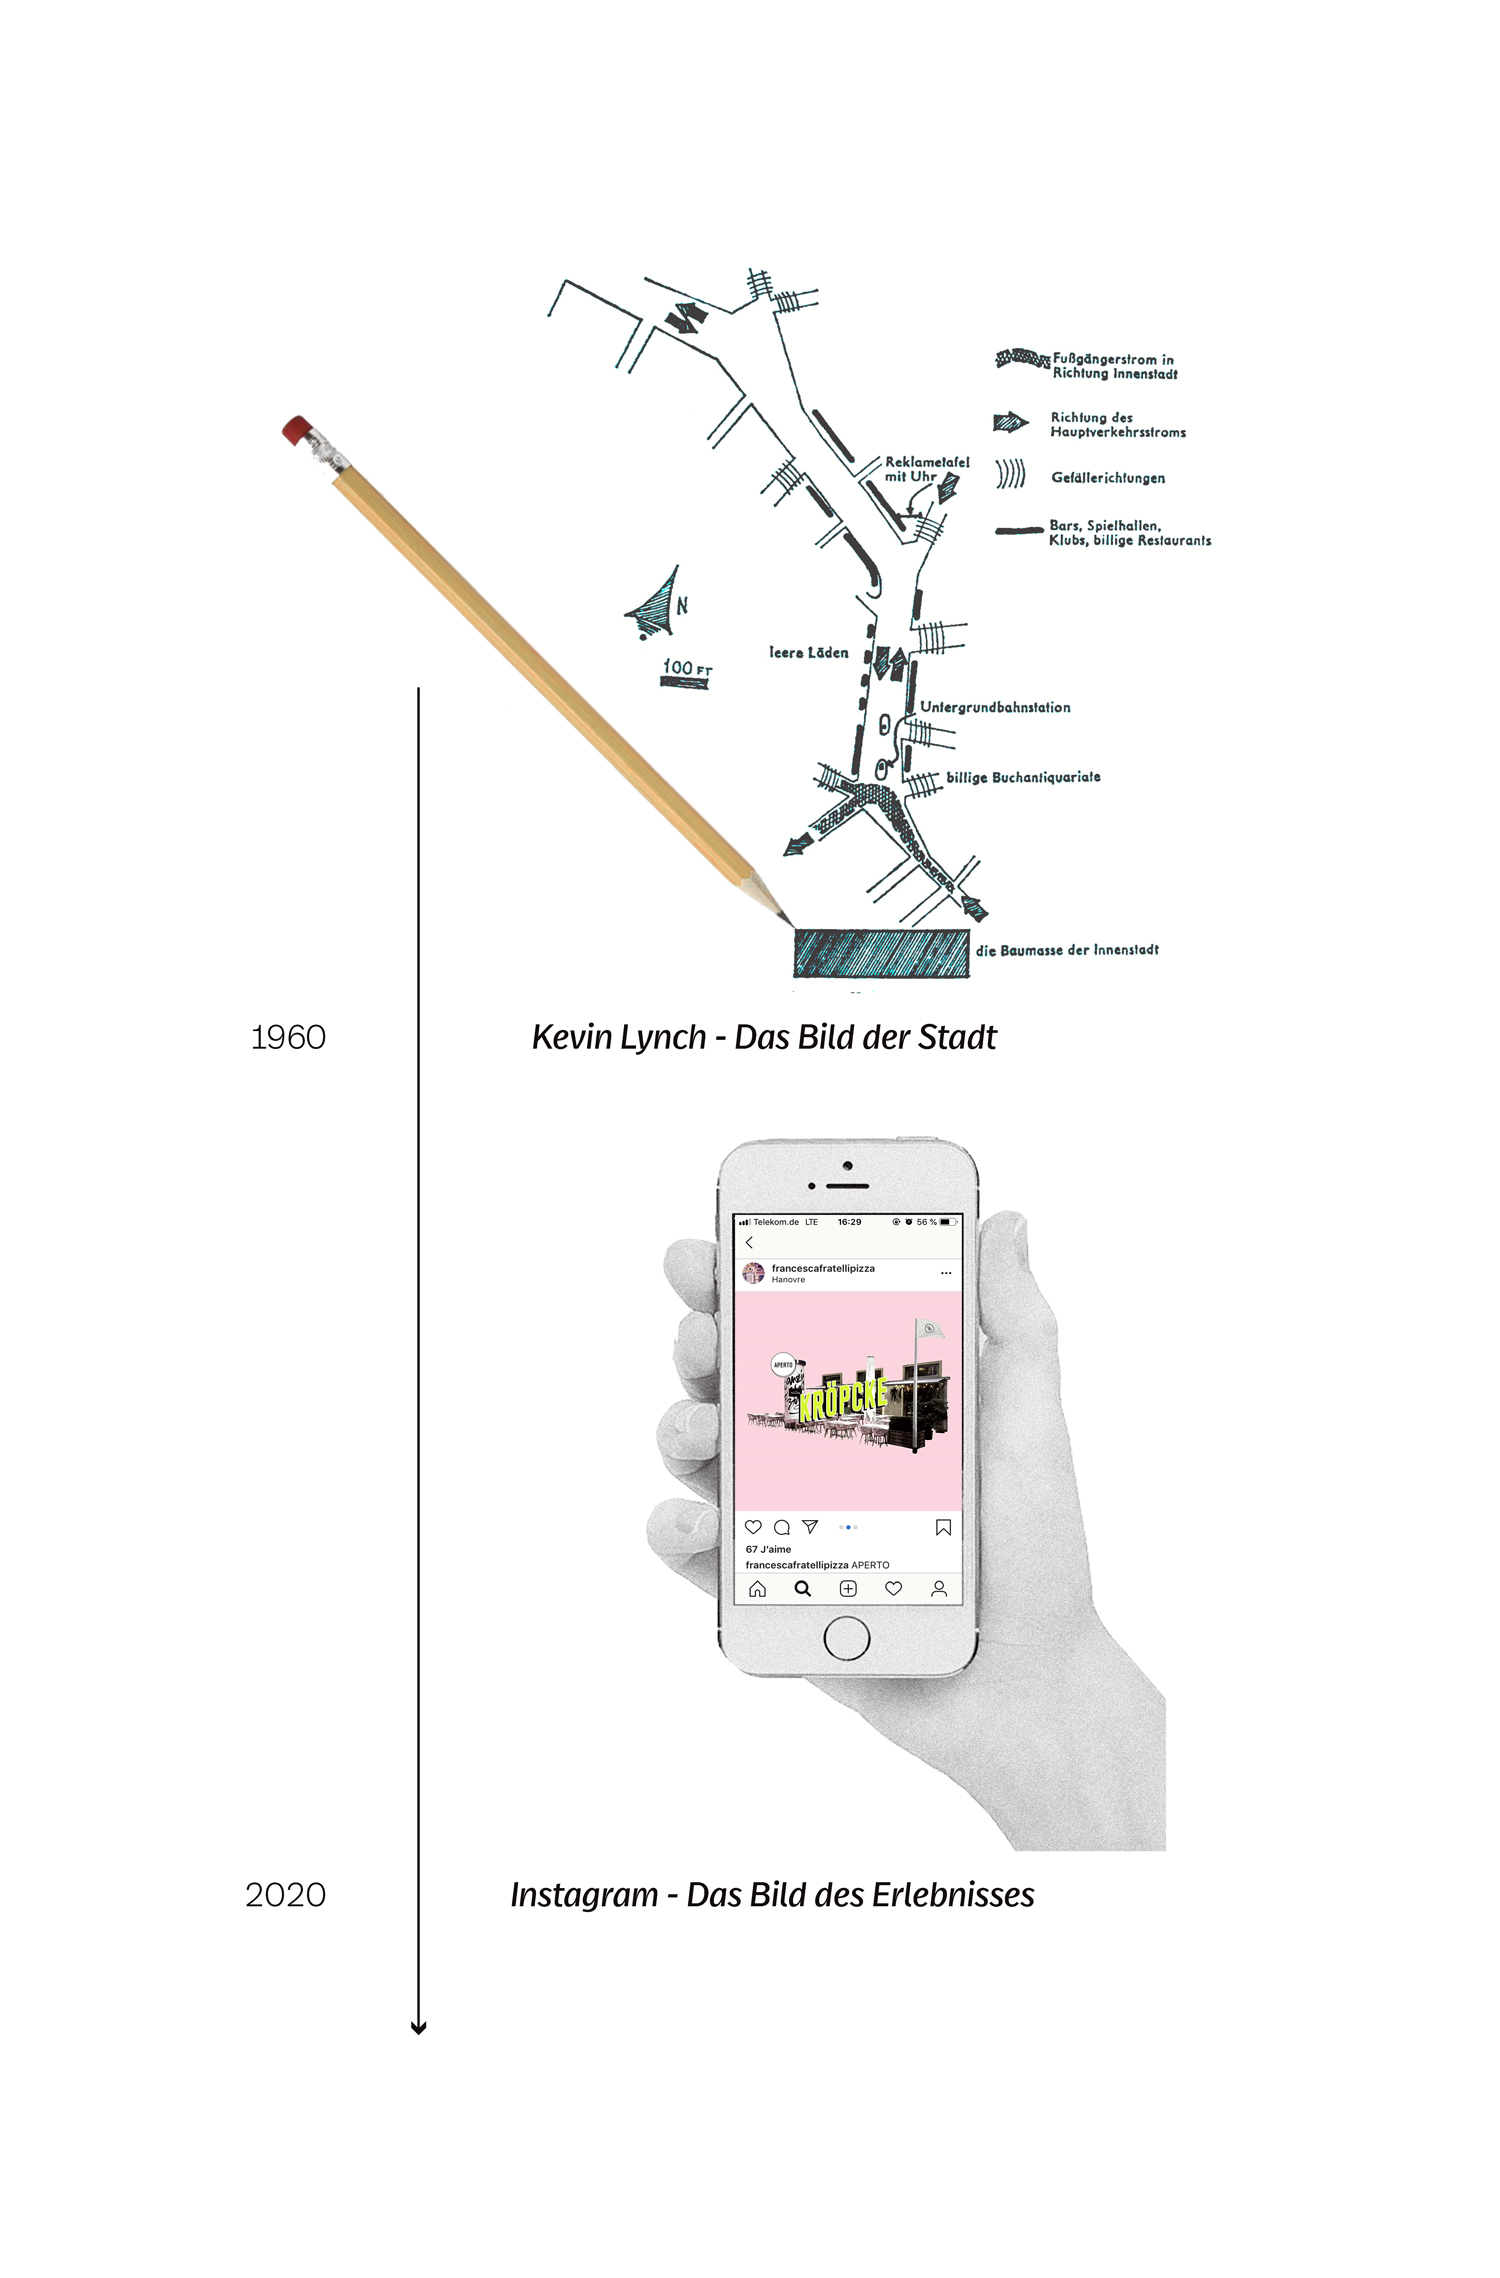 Fußgängerstrom in
Richtung Innenstadt
Richtung des
Hauptverkehrsstroms
Reklametafel
mit Uhr
Gefällerichtungen
Bars, Spielhallen,
Klubs, billige Restaurants
N
100 FT
leere Läden
Untergrundbahnstation
billige Buchantiquariate
die Baumasse der Innenstadt
1960
Kevin Lynch - Das Bild der Stadt
Telekom.de LTE 16:29 56 %
francescafratellipizza
Hanovre
APERTO
KRÖPCKE
67 J'aime
francescafratellipizza APERTO
2020
Instagram - Das Bild des Erlebnisses